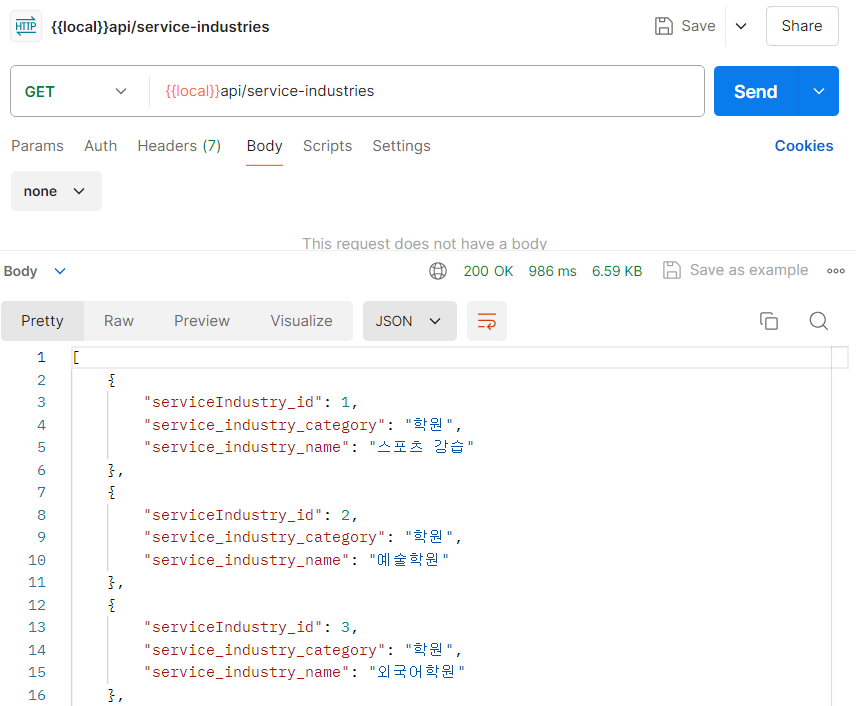 HTTP {{local}}api/service-industries Save Share
GET {{local}}api/service-industries Send
Params Auth Headers (7) Body Scripts Settings Cookies
none
This request does not have a body
Body 200 OK 986 ms 6.59 KB Save as example
Pretty Raw Preview Visualize JSON
1 [
2 {
3 "serviceIndustry_id": 1,
4 "service_industry_category": "학원",
5 "service_industry_name": "스포츠 강습"
6 },
7 {
8 "serviceIndustry_id": 2,
9 "service_industry_category": "학원",
10 "service_industry_name": "예술학원"
11 },
12 {
13 "serviceIndustry_id": 3,
14 "service_industry_category": "학원",
15 "service_industry_name": "외국어학원"
16 },